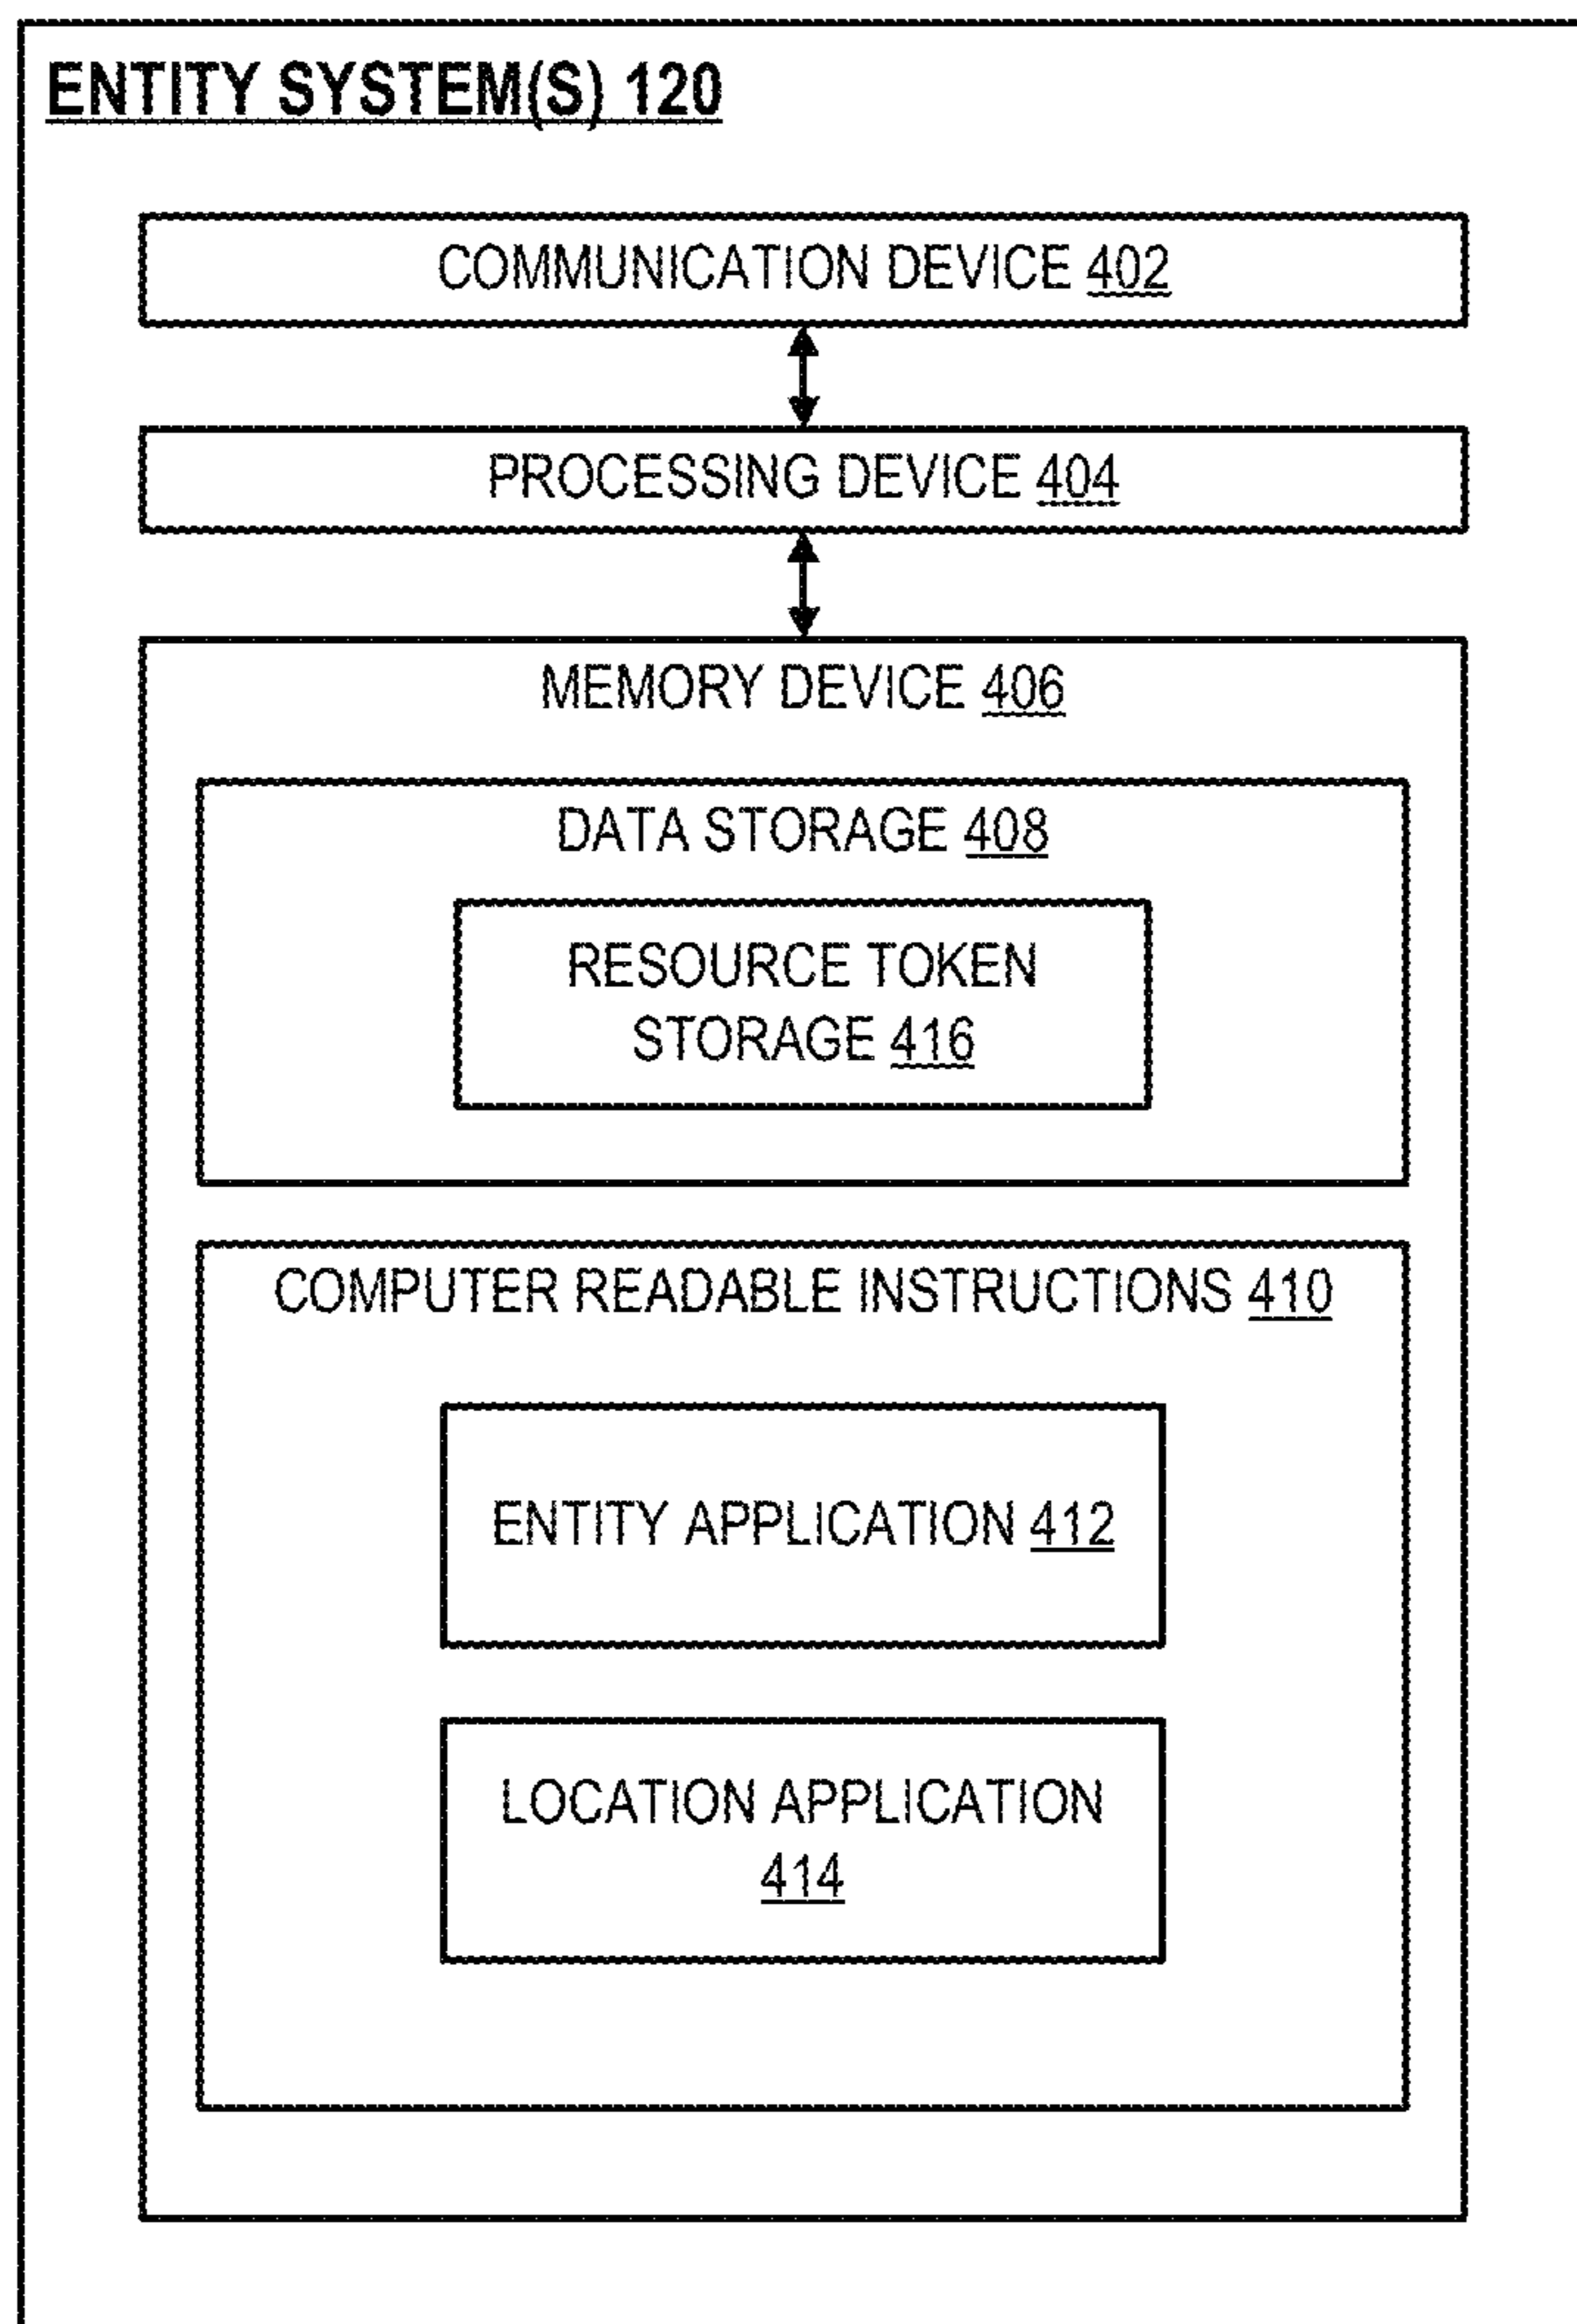 ENTITY SYSTEM(S) 120
COMMUNICATION DEVICE 402
PROCESSING DEVICE 404
MEMORY DEVICE 406
DATA STORAGE 408
RESOURCE TOKEN
STORAGE 416
COMPUTER READABLE INSTRUCTIONS 410
ENTITY APPLICATION 412
LOCATION APPLICATION
414